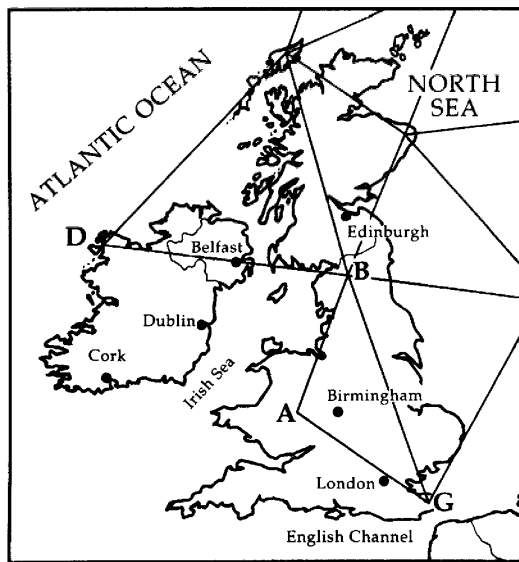 ATLANTIC OCEAN
NORTH
SEA
D
Belfast
Edinburgh
B
Dublin
Cork
Irish Sea
A
Birmingham
London
G
English Channel